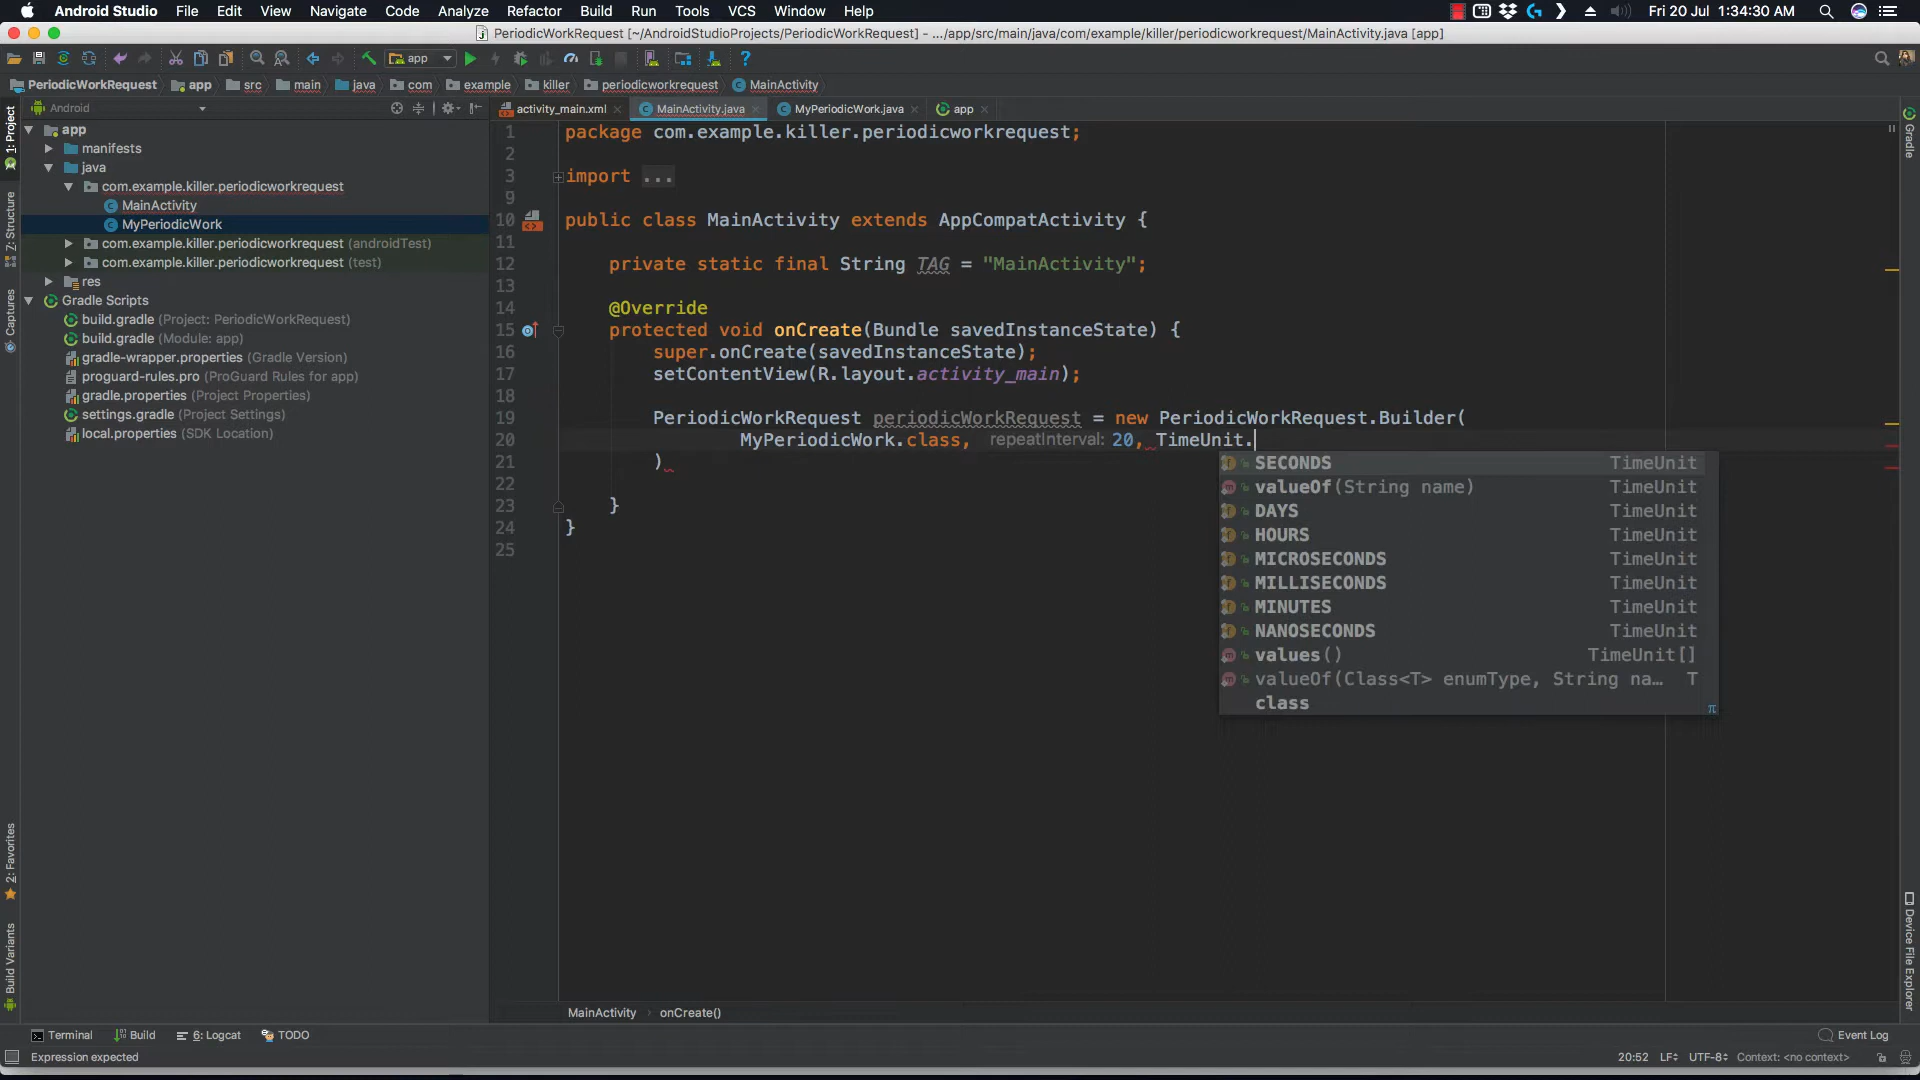 Android Studio File Edit View Navigate Code Analyze Refactor Build Run Tools VCS Window Help Fri 20 Jul 1:34:30 AM
PeriodicWorkRequest [~/AndroidStudioProjects/PeriodicWorkRequest] - .../app/src/main/java/com/example/killer/periodicworkrequest/MainActivity.java [app]
app
PeriodicWorkRequest app src main java com example killer periodicworkrequest MainActivity
Android activity_main.xml MainActivity.java MyPeriodicWork.java app
1: Project
Z: Structure
Captures
2: Favorites
Build Variants
app
manifests
java
com.example.killer.periodicworkrequest
MainActivity
MyPeriodicWork
com.example.killer.periodicworkrequest (androidTest)
com.example.killer.periodicworkrequest (test)
res
Gradle Scripts
build.gradle (Project: PeriodicWorkRequest)
build.gradle (Module: app)
gradle-wrapper.properties (Gradle Version)
proguard-rules.pro (ProGuard Rules for app)
gradle.properties (Project Properties)
settings.gradle (Project Settings)
local.properties (SDK Location)
1 package com.example.killer.periodicworkrequest;
2
3 import ...
9
10 public class MainActivity extends AppCompatActivity {
11
12 private static final String TAG = "MainActivity";
13
14 @Override
15 protected void onCreate(Bundle savedInstanceState) {
16 super.onCreate(savedInstanceState);
17 setContentView(R.layout.activity_main);
18
19 PeriodicWorkRequest periodicWorkRequest = new PeriodicWorkRequest.Builder(
20 MyPeriodicWork.class, repeatInterval: 20, TimeUnit.
21 )
22
23 }
24 }
25
SECONDS TimeUnit
valueOf(String name) TimeUnit
DAYS TimeUnit
HOURS TimeUnit
MICROSECONDS TimeUnit
MILLISECONDS TimeUnit
MINUTES TimeUnit
NANOSECONDS TimeUnit
values() TimeUnit[]
valueOf(Class<T> enumType, String na... T
class π
Gradle
Device File Explorer
MainActivity › onCreate()
Terminal Build 6: Logcat TODO Event Log
Expression expected 20:52 LF UTF-8 Context: <no context>